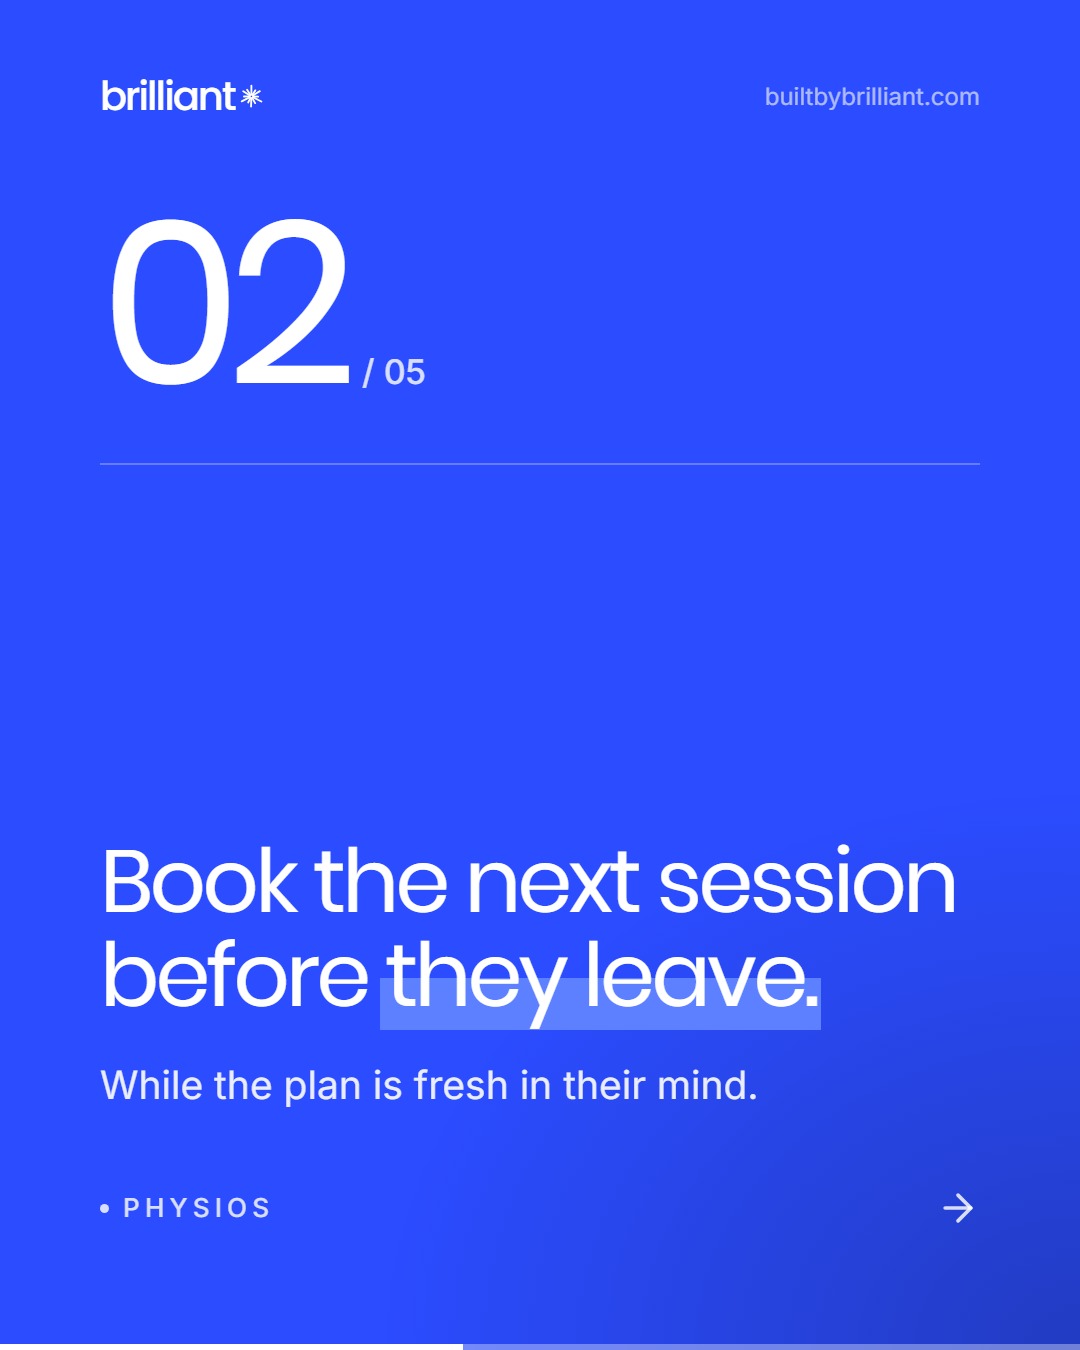 brilliant
builtbybrilliant.com
02 / 05
Book the next session
before they leave.
While the plan is fresh in their mind.
• PHYSIOS